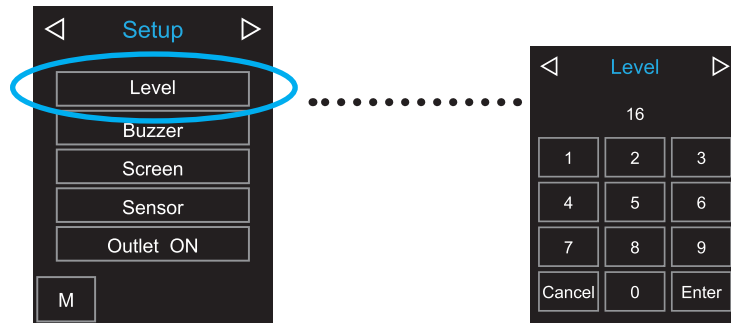 Setup
Level
Buzzer
Screen
Sensor
Outlet ON
M
Level
16
1 2 3
4 5 6
7 8 9
Cancel 0 Enter